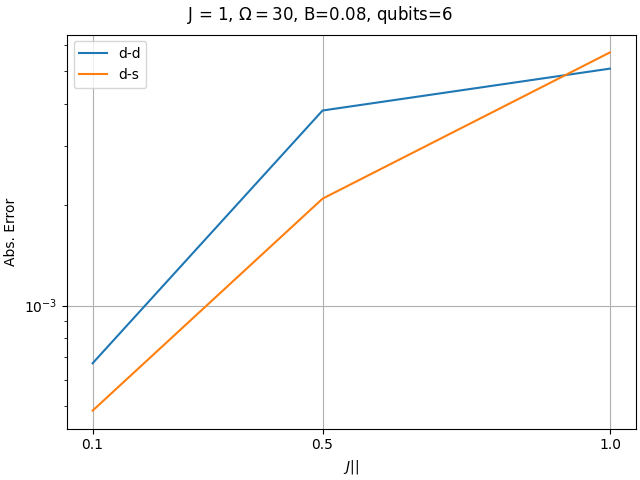 J = 1, Ω = 30, B=0.08, qubits=6
d-d
d-s
Abs. Error
10⁻³
0.1 0.5 1.0
J||